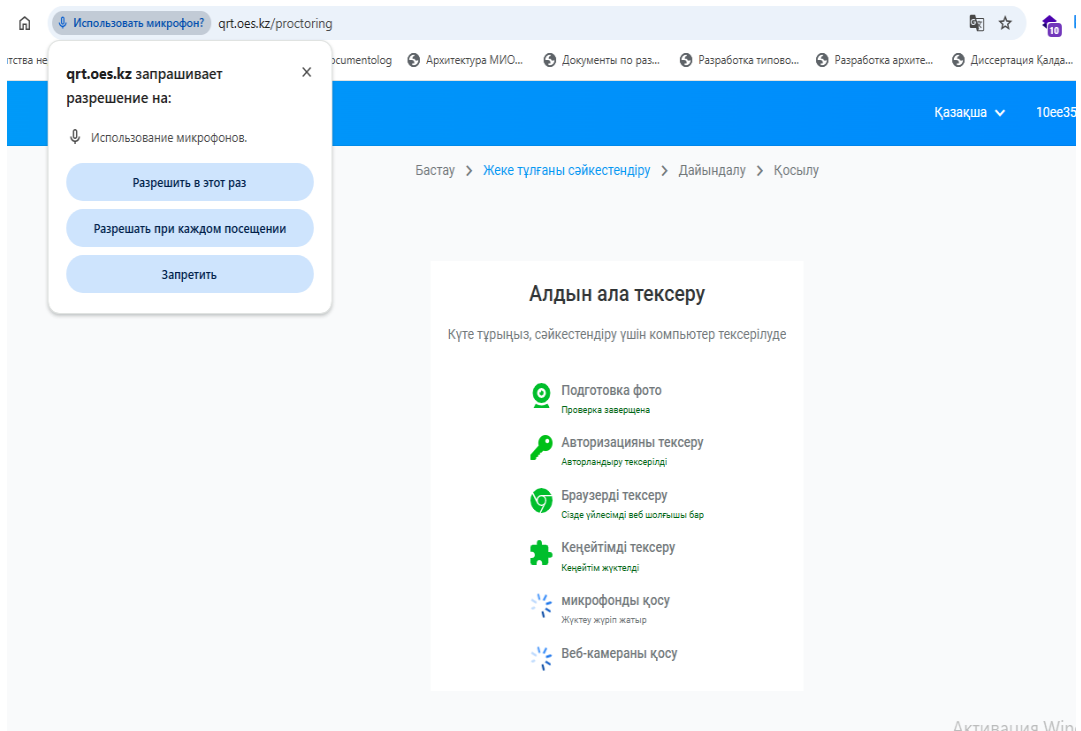 Использовать микрофон? qrt.oes.kz/proctoring
10
ocumentolog Архитектура МИО... Документы по раз... Разработка типово... Разработка архите... Диссертация Қалда...
qrt.oes.kz запрашивает
разрешение на:
Использование микрофонов.
Разрешить в этот раз
Разрешать при каждом посещении
Запретить
Қазақша 10ee35
Бастау > Жеке тұлғаны сәйкестендіру > Дайындалу > Қосылу
Алдын ала тексеру
Күте тұрыңыз, сәйкестендіру үшін компьютер тексерілуде
Подготовка фото
Проверка завершена
Авторизацияны тексеру
Авторландыру тексерілді
Браузерді тексеру
Сізде үйлесімді веб шолғышы бар
Кеңейтімді тексеру
Кеңейтім жүктелді
микрофонды қосу
Жүктеу жүріп жатыр
Веб-камераны қосу
Активация Win